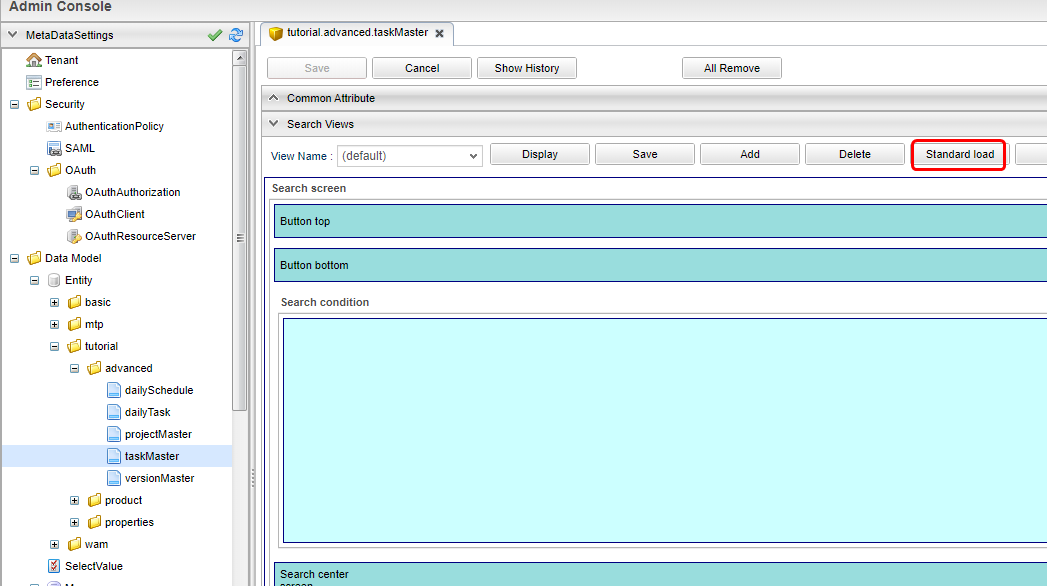 Admin Console
MetaDataSettings
Tenant
Preference
Security
AuthenticationPolicy
SAML
OAuth
OAuthAuthorization
OAuthClient
OAuthResourceServer
Data Model
Entity
basic
mtp
tutorial
advanced
dailySchedule
dailyTask
projectMaster
taskMaster
versionMaster
product
properties
wam
SelectValue
tutorial.advanced.taskMaster
Save Cancel Show History All Remove
Common Attribute
Search Views
View Name : (default) Display Save Add Delete Standard load
Search screen
Button top
Button bottom
Search condition
Search center
screen